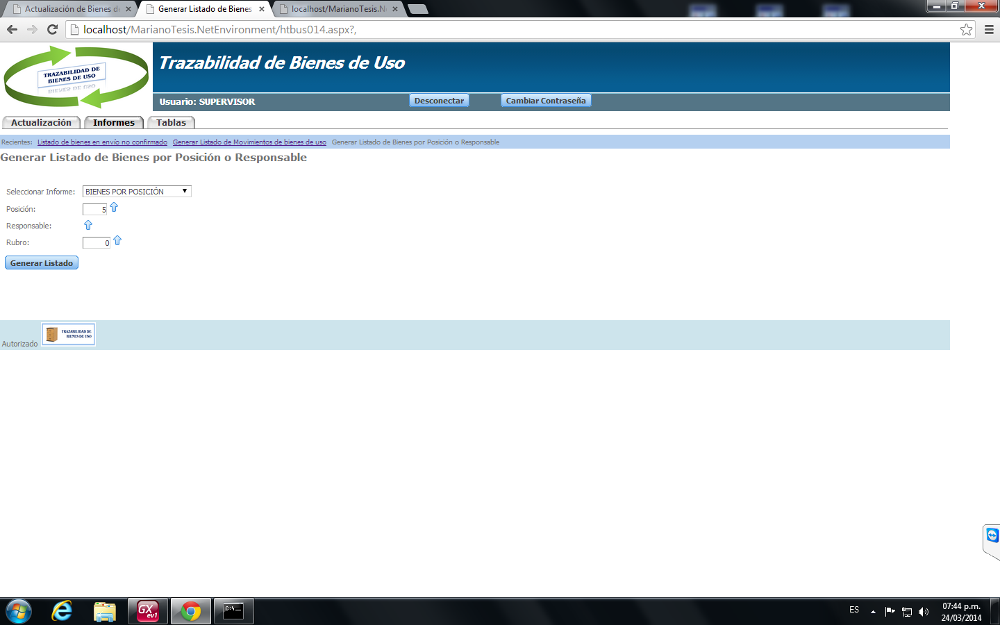 Actualización de Bienes de
Generar Listado de Bienes
localhost/MarianoTesis.N
localhost/MarianoTesis.NetEnvironment/htbus014.aspx?,
TRAZABILIDAD DE
BIENES DE USO
Trazabilidad de Bienes de Uso
Usuario: SUPERVISOR
Desconectar
Cambiar Contraseña
Actualización
Informes
Tablas
Recientes: Listado de bienes en envío no confirmado Generar Listado de Movimientos de bienes de uso Generar Listado de Bienes por Posición o Responsable
Generar Listado de Bienes por Posición o Responsable
Seleccionar Informe: BIENES POR POSICIÓN
Posición: 5
Responsable:
Rubro: 0
Generar Listado
Autorizado
TRAZABILIDAD DE
BIENES DE USO
GX
ev1
C:\_
ES
07:44 p.m.
24/03/2014